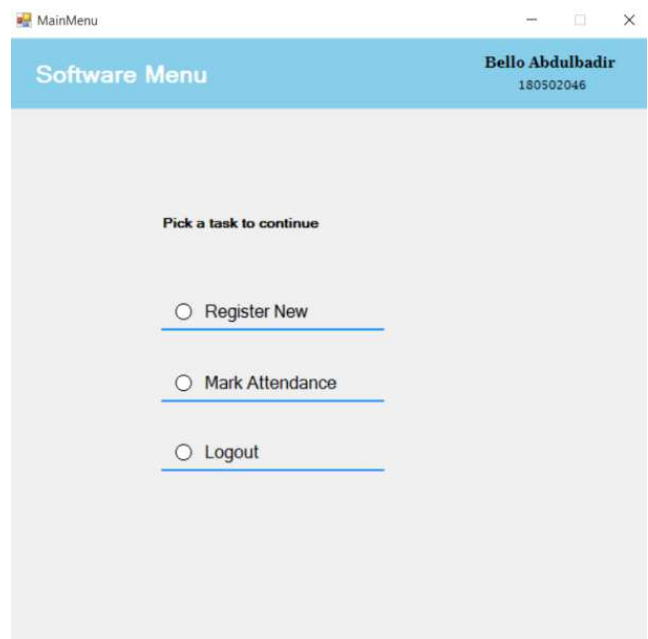 MainMenu
Software Menu
Bello Abdulbadir
180502046
Pick a task to continue
Register New
Mark Attendance
Logout